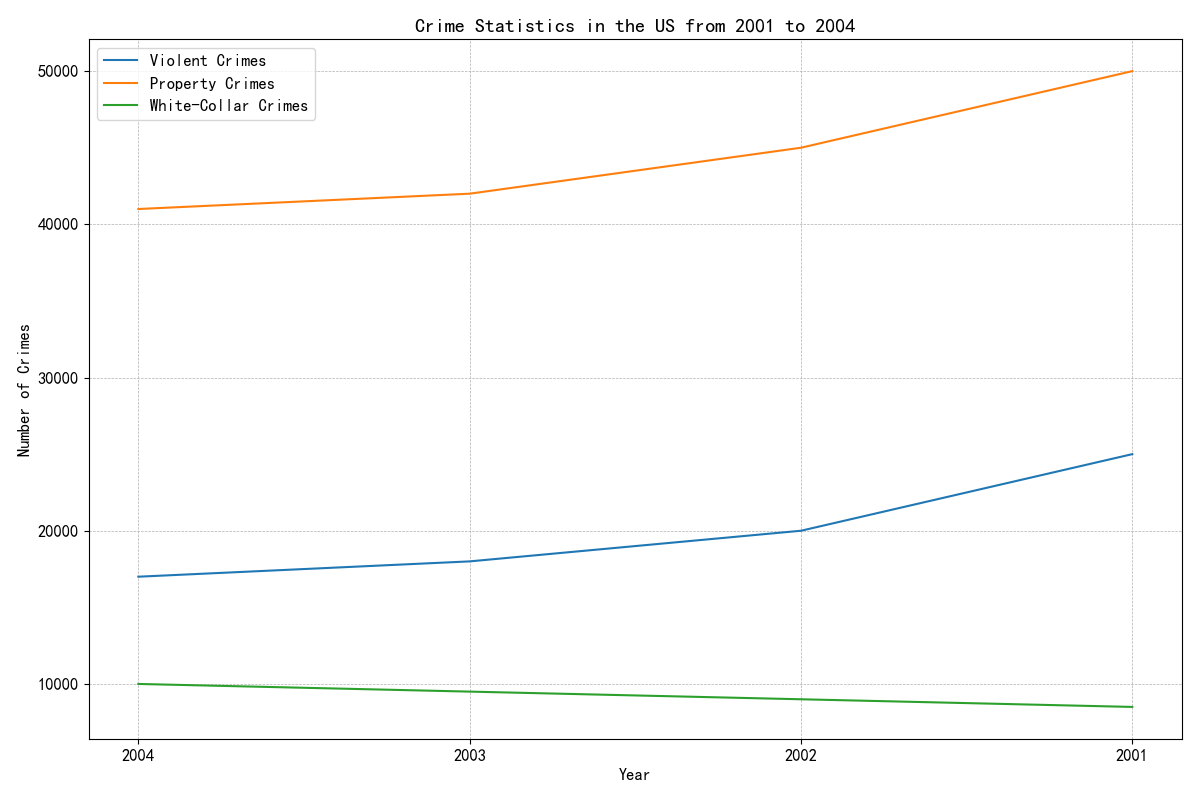 Crime Statistics in the US from 2001 to 2004
Violent Crimes
Property Crimes
White-Collar Crimes
50000
40000
30000
20000
10000
Number of Crimes
2004 2003 2002 2001
Year